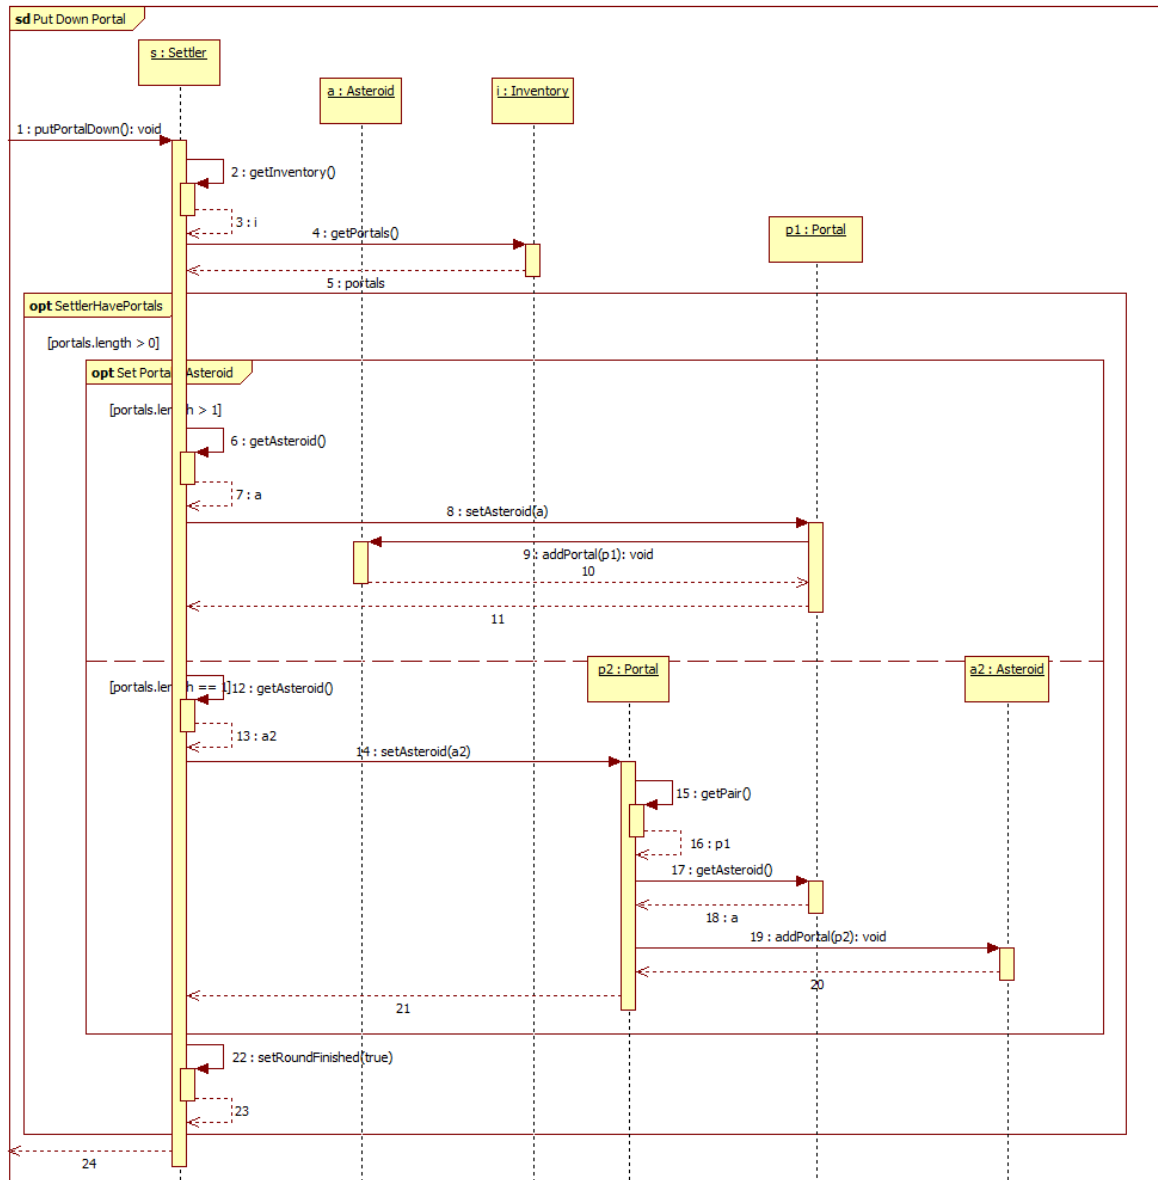 sd Put Down Portal
s : Settler
a : Asteroid
i : Inventory
1 : putPortalDown(): void
2 : getInventory()
3 : i
4 : getPortals()
p1 : Portal
5 : portals
opt SettlerHavePortals
[portals.length > 0]
opt Set Porta Asteroid
[portals.length > 1]
6 : getAsteroid()
7 : a
8 : setAsteroid(a)
9 : addPortal(p1): void
10
11
p2 : Portal
a2 : Asteroid
[portals.length == 1]
12 : getAsteroid()
13 : a2
14 : setAsteroid(a2)
15 : getPair()
16 : p1
17 : getAsteroid()
18 : a
19 : addPortal(p2): void
20
21
22 : setRoundFinished(true)
23
24